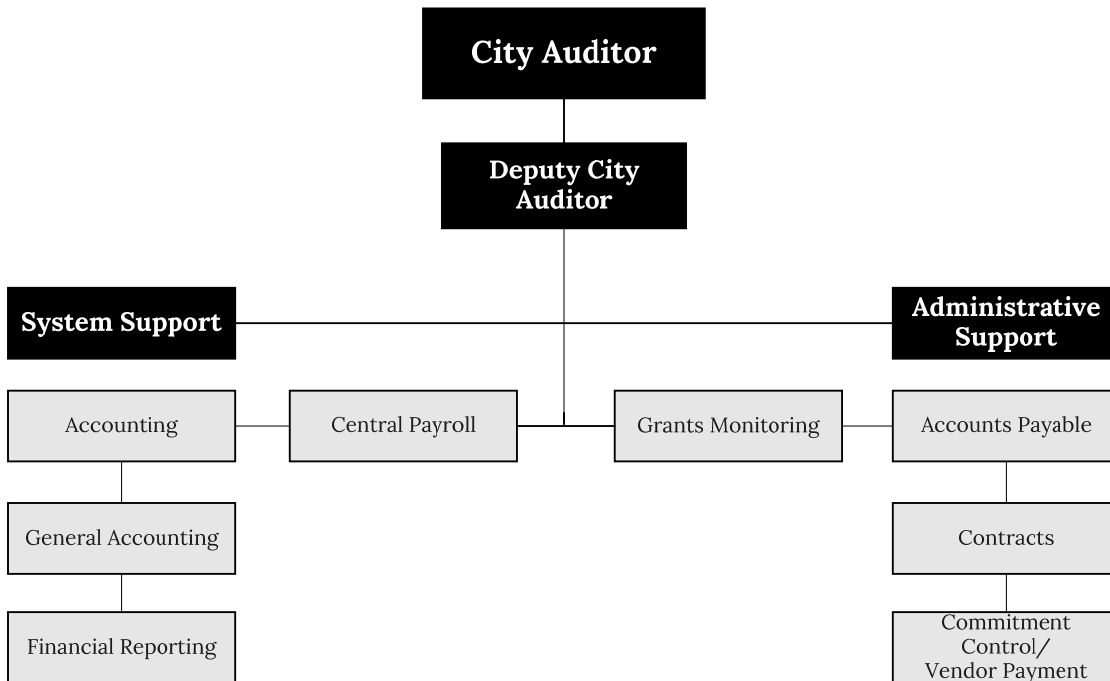 City Auditor
Deputy City
Auditor
System Support
Administrative
Support
Accounting
Central Payroll
Grants Monitoring
Accounts Payable
General Accounting
Contracts
Financial Reporting
Commitment
Control/
Vendor Payment